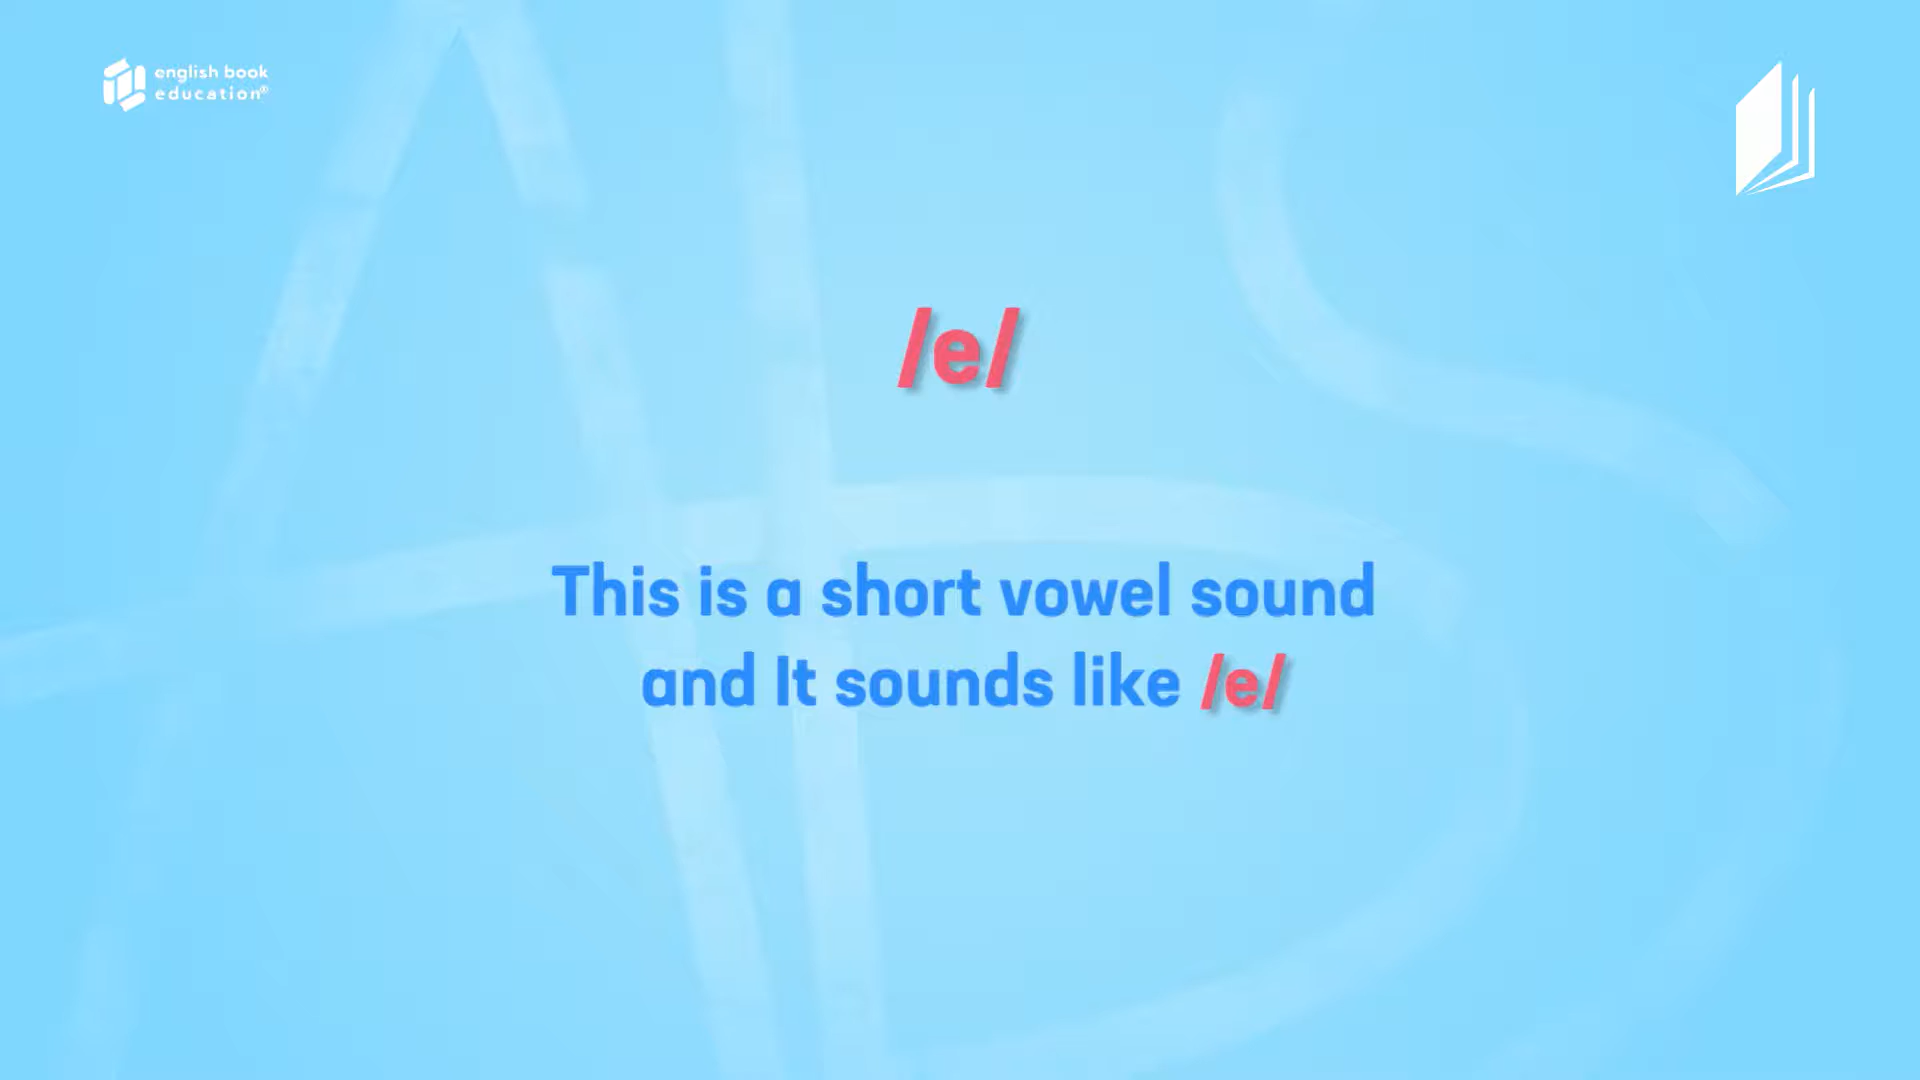 english book
education®
/e/
This is a short vowel sound
and It sounds like /e/